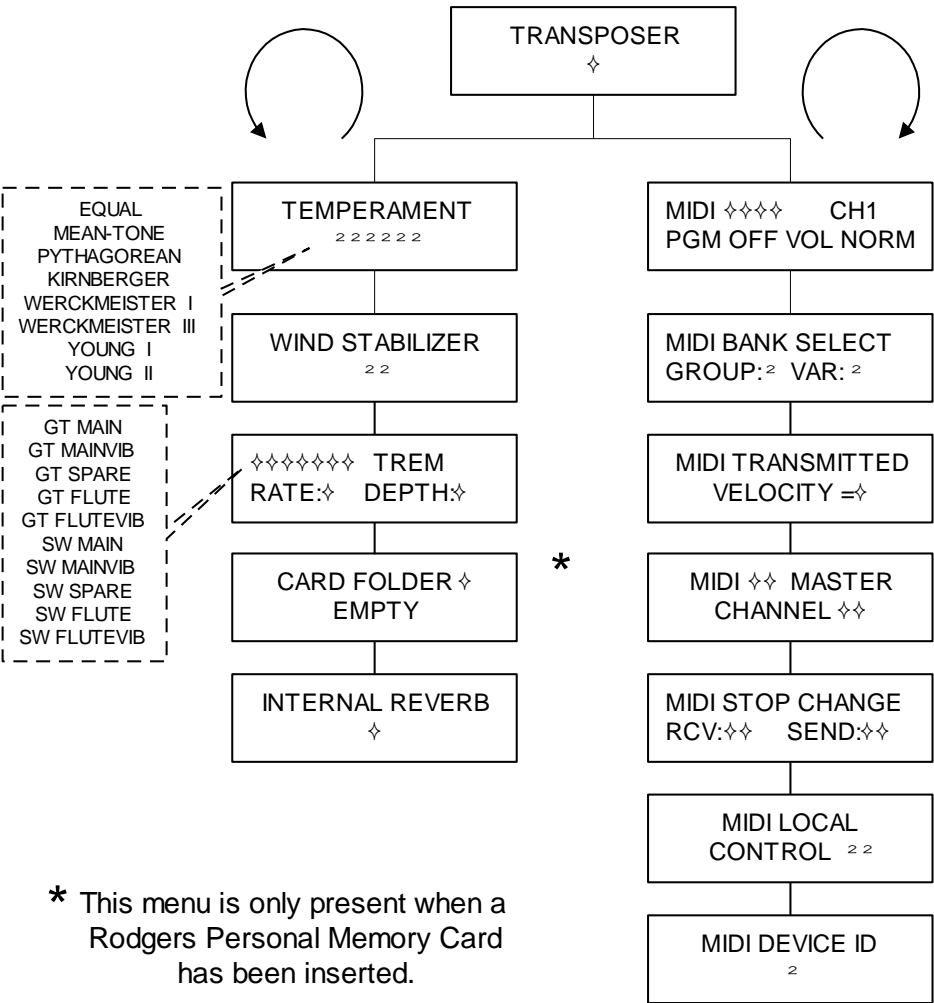 TRANSPOSER
✧
EQUAL
MEAN-TONE
PYTHAGOREAN
KIRNBERGER
WERCKMEISTER I
WERCKMEISTER III
YOUNG I
YOUNG II
TEMPERAMENT
²²²²²²
WIND STABILIZER
²²
GT MAIN
GT MAINVIB
GT SPARE
GT FLUTE
GT FLUTEVIB
SW MAIN
SW MAINVIB
SW SPARE
SW FLUTE
SW FLUTEVIB
✧✧✧✧✧✧✧ TREM
RATE:✧ DEPTH:✧
CARD FOLDER ✧
EMPTY
*
INTERNAL REVERB
✧
MIDI ✧✧✧✧ CH1
PGM OFF VOL NORM
MIDI BANK SELECT
GROUP:² VAR: ²
MIDI TRANSMITTED
VELOCITY =✧
MIDI ✧✧ MASTER
CHANNEL ✧✧
MIDI STOP CHANGE
RCV:✧✧ SEND:✧✧
MIDI LOCAL
CONTROL ²²
MIDI DEVICE ID
²
* This menu is only present when a
Rodgers Personal Memory Card
has been inserted.